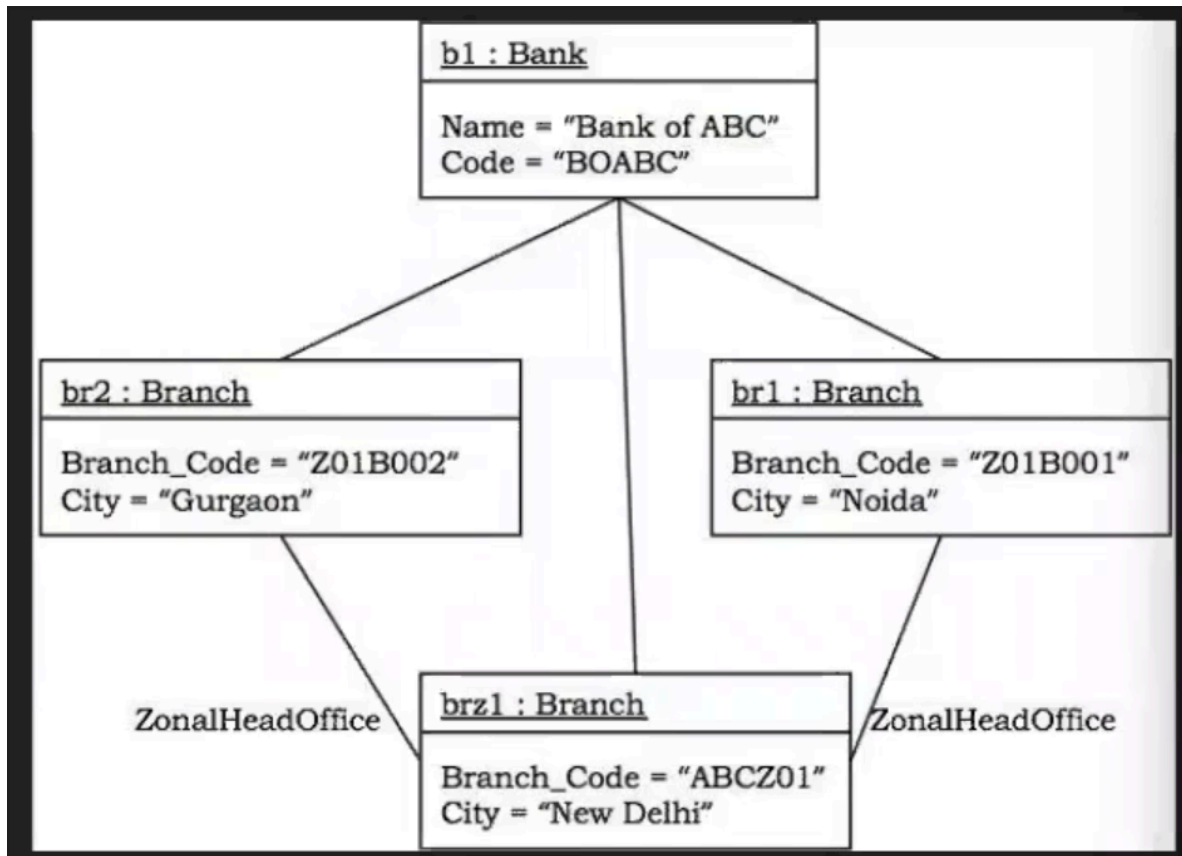 b1 : Bank
Name = “Bank of ABC”
Code = “BOABC”
br2 : Branch
Branch_Code = “Z01B002”
City = “Gurgaon”
br1 : Branch
Branch_Code = “Z01B001”
City = “Noida”
ZonalHeadOffice
brz1 : Branch
Branch_Code = “ABCZ01”
City = “New Delhi”
ZonalHeadOffice